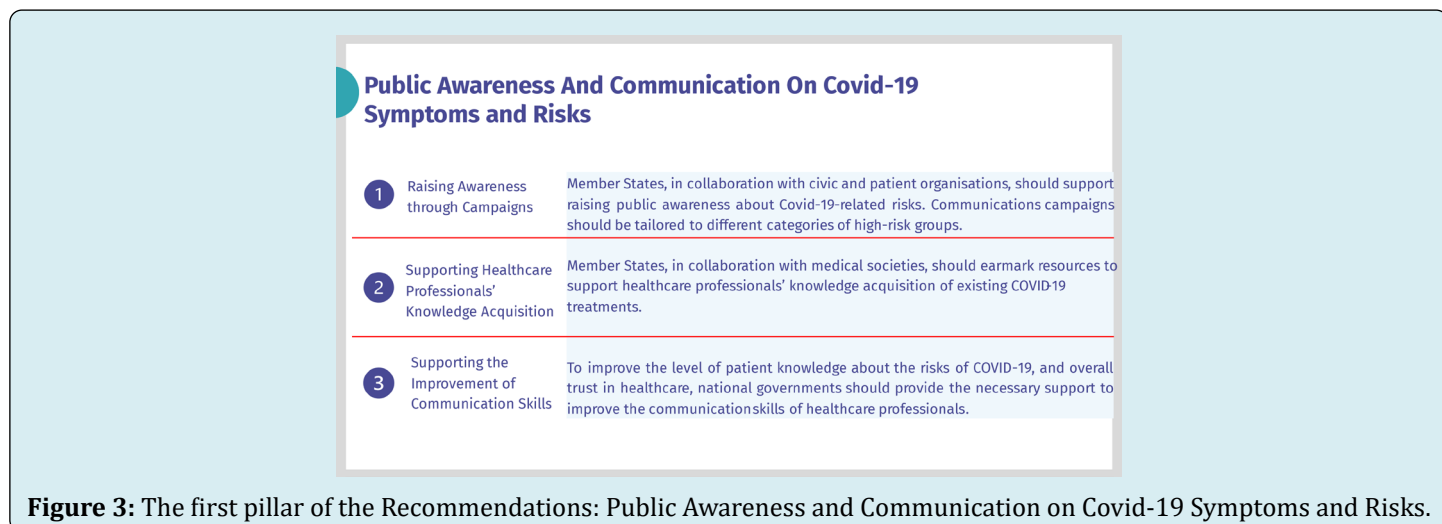 Public Awareness And Communication On Covid-19
Symptoms and Risks
1
Raising Awareness
through Campaigns
Member States, in collaboration with civic and patient organisations, should support
raising public awareness about Covid-19-related risks. Communications campaigns
should be tailored to different categories of high-risk groups.
2
Supporting Healthcare
Professionals’
Knowledge Acquisition
Member States, in collaboration with medical societies, should earmark resources to
support healthcare professionals’ knowledge acquisition of existing COVID-19
treatments.
3
Supporting the
Improvement of
Communication Skills
To improve the level of patient knowledge about the risks of COVID-19, and overall
trust in healthcare, national governments should provide the necessary support to
improve the communication skills of healthcare professionals.
Figure 3: The first pillar of the Recommendations: Public Awareness and Communication on Covid-19 Symptoms and Risks.